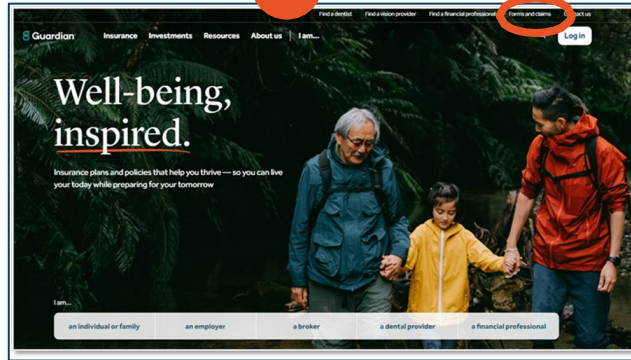 Find a dentist Find a vision provider Find a financial professional Forms and claims Contact us
Guardian Insurance Investments Resources About us I am... Log in
Well-being,
inspired.
Insurance plans and policies that help you thrive — so you can live
your today while preparing for your tomorrow
I am...
an individual or family an employer a broker a dental provider a financial professional